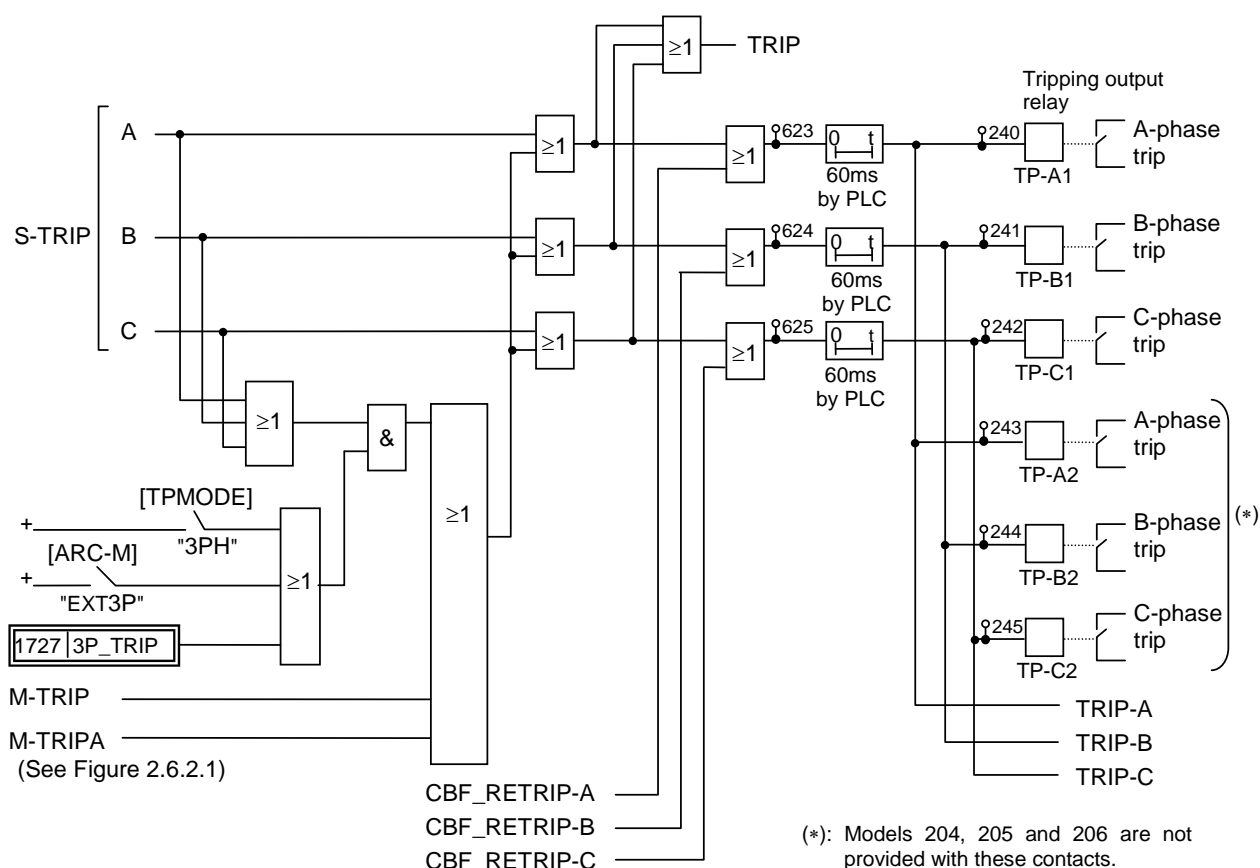 ≥1
TRIP
Tripping output
relay
S-TRIP
A
≥1
≥1
623
0 t
60ms
by PLC
240
TP-A1
A-phase
trip
B
≥1
≥1
624
0 t
60ms
by PLC
241
TP-B1
B-phase
trip
C
≥1
≥1
625
0 t
60ms
by PLC
242
TP-C1
C-phase
trip
≥1
&
≥1
243
TP-A2
A-phase
trip
244
TP-B2
B-phase
trip
245
TP-C2
C-phase
trip
(*)
[TPMODE]
+
"3PH"
[ARC-M]
+
"EXT3P"
≥1
1727 3P_TRIP
M-TRIP
M-TRIPA
(See Figure 2.6.2.1)
TRIP-A
TRIP-B
TRIP-C
CBF_RETRIP-A
CBF_RETRIP-B
CBF_RETRIP-C
(*): Models 204, 205 and 206 are not
provided with these contacts.